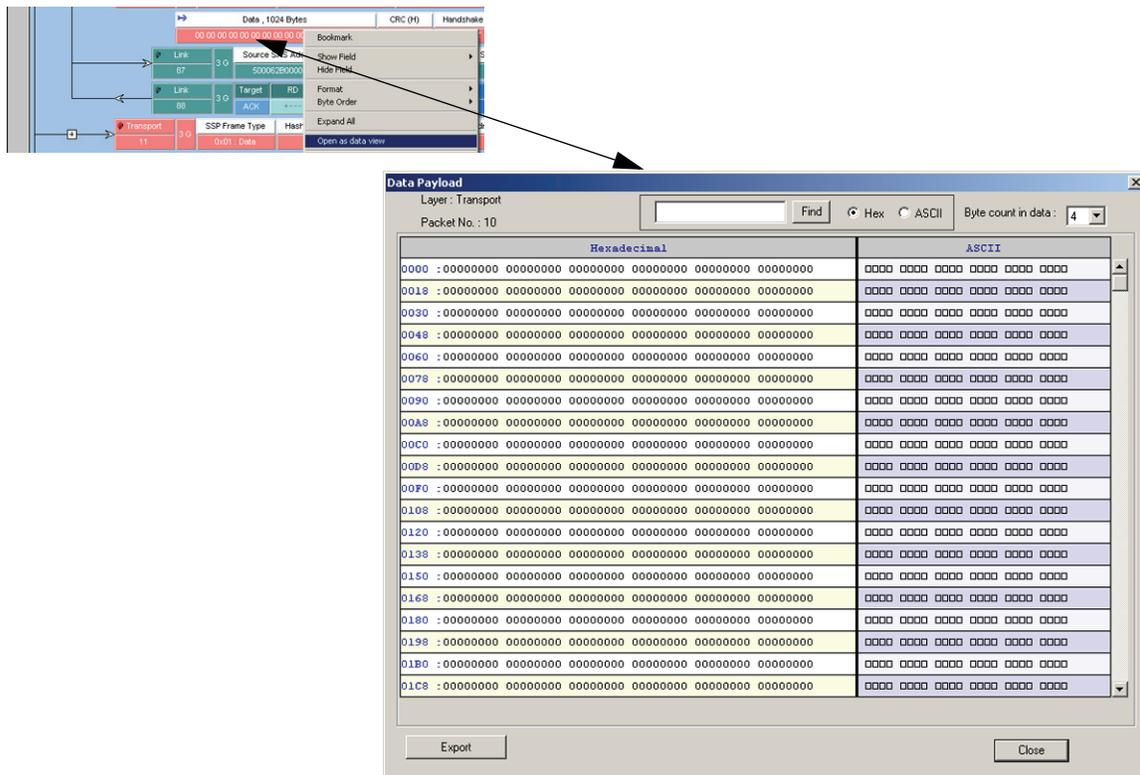 Data , 1024 Bytes CRC (H) Handshake
00 00 00 00 00 00 00 00 00 00
Bookmark
Link Source Show Field
3 G
87 500062B0000 Hide Field
Link Target RD Format
3 G
88 ACK +--- Byte Order
Expand All
Transport SSP Frame Type Hash
3 G
11 0x01 : Data Open as data view
Data Payload
Layer : Transport
Find Hex ASCII Byte count in data : 4
Packet No. : 10
Hexadecimal ASCII
0000 :00000000 00000000 00000000 00000000 00000000 00000000
0018 :00000000 00000000 00000000 00000000 00000000 00000000
0030 :00000000 00000000 00000000 00000000 00000000 00000000
0048 :00000000 00000000 00000000 00000000 00000000 00000000
0060 :00000000 00000000 00000000 00000000 00000000 00000000
0078 :00000000 00000000 00000000 00000000 00000000 00000000
0090 :00000000 00000000 00000000 00000000 00000000 00000000
00A8 :00000000 00000000 00000000 00000000 00000000 00000000
00C0 :00000000 00000000 00000000 00000000 00000000 00000000
00D8 :00000000 00000000 00000000 00000000 00000000 00000000
00F0 :00000000 00000000 00000000 00000000 00000000 00000000
0108 :00000000 00000000 00000000 00000000 00000000 00000000
0120 :00000000 00000000 00000000 00000000 00000000 00000000
0138 :00000000 00000000 00000000 00000000 00000000 00000000
0150 :00000000 00000000 00000000 00000000 00000000 00000000
0168 :00000000 00000000 00000000 00000000 00000000 00000000
0180 :00000000 00000000 00000000 00000000 00000000 00000000
0198 :00000000 00000000 00000000 00000000 00000000 00000000
01B0 :00000000 00000000 00000000 00000000 00000000 00000000
01C8 :00000000 00000000 00000000 00000000 00000000 00000000
Export Close